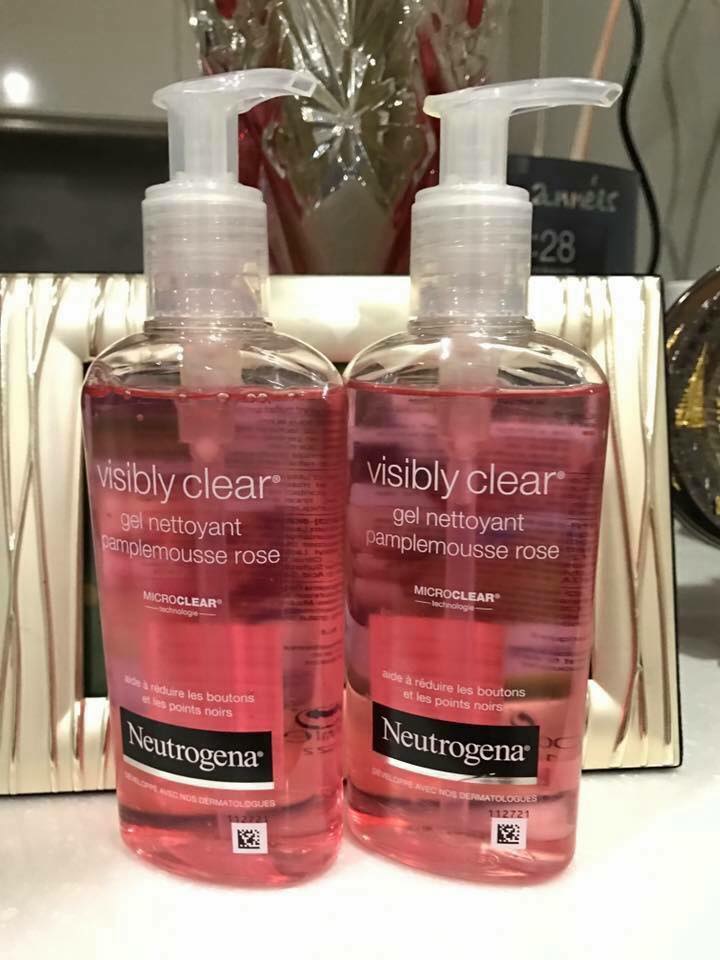 années
:28
visibly clear®
gel nettoyant
pamplemousse rose
MICROCLEAR®
technologie
aide à réduire les boutons
et les points noirs
Neutrogena®
DÉVELOPPÉ AVEC NOS DERMATOLOGUES
112721
visibly clear®
gel nettoyant
pamplemousse rose
MICROCLEAR®
technologie
aide à réduire les boutons
et les points noirs
Neutrogena®
DÉVELOPPÉ AVEC NOS DERMATOLOGUES
112721